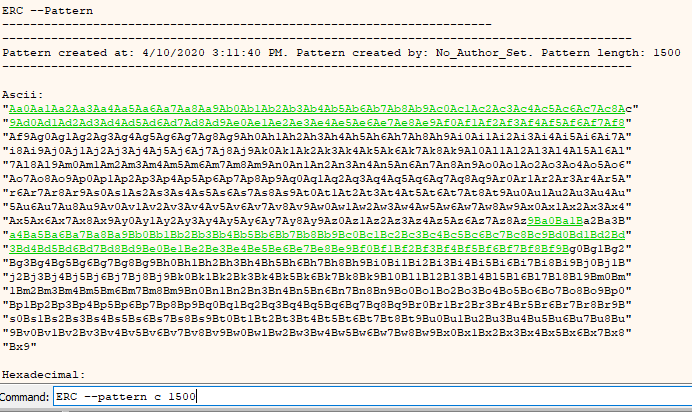 ERC --Pattern
Pattern created at: 4/10/2020 3:11:40 PM. Pattern created by: No_Author_Set. Pattern length: 1500
Ascii:
"Aa0Aa1Aa2Aa3Aa4Aa5Aa6Aa7Aa8Aa9Ab0Ab1Ab2Ab3Ab4Ab5Ab6Ab7Ab8Ab9Ac0Ac1Ac2Ac3Ac4Ac5Ac6Ac7Ac8Ac"
"9Ad0Ad1Ad2Ad3Ad4Ad5Ad6Ad7Ad8Ad9Ae0Ae1Ae2Ae3Ae4Ae5Ae6Ae7Ae8Ae9Af0Af1Af2Af3Af4Af5Af6Af7Af8"
"Af9Ag0Ag1Ag2Ag3Ag4Ag5Ag6Ag7Ag8Ag9Ah0Ah1Ah2Ah3Ah4Ah5Ah6Ah7Ah8Ah9Ai0Ai1Ai2Ai3Ai4Ai5Ai6Ai7A"
"i8Ai9Aj0Aj1Aj2Aj3Aj4Aj5Aj6Aj7Aj8Aj9Ak0Ak1Ak2Ak3Ak4Ak5Ak6Ak7Ak8Ak9Al0Al1Al2Al3Al4Al5Al6Al"
"7Al8Al9Am0Am1Am2Am3Am4Am5Am6Am7Am8Am9An0An1An2An3An4An5An6An7An8An9Ao0Ao1Ao2Ao3Ao4Ao5Ao6"
"Ao7Ao8Ao9Ap0Ap1Ap2Ap3Ap4Ap5Ap6Ap7Ap8Ap9Aq0Aq1Aq2Aq3Aq4Aq5Aq6Aq7Aq8Aq9Ar0Ar1Ar2Ar3Ar4Ar5A"
"r6Ar7Ar8Ar9As0As1As2As3As4As5As6As7As8As9At0At1At2At3At4At5At6At7At8At9Au0Au1Au2Au3Au4Au"
"5Au6Au7Au8Au9Av0Av1Av2Av3Av4Av5Av6Av7Av8Av9Aw0Aw1Aw2Aw3Aw4Aw5Aw6Aw7Aw8Aw9Ax0Ax1Ax2Ax3Ax4"
"Ax5Ax6Ax7Ax8Ax9Ay0Ay1Ay2Ay3Ay4Ay5Ay6Ay7Ay8Ay9Az0Az1Az2Az3Az4Az5Az6Az7Az8Az9Ba0Ba1Ba2Ba3B"
"a4Ba5Ba6Ba7Ba8Ba9Bb0Bb1Bb2Bb3Bb4Bb5Bb6Bb7Bb8Bb9Bc0Bc1Bc2Bc3Bc4Bc5Bc6Bc7Bc8Bc9Bd0Bd1Bd2Bd"
"3Bd4Bd5Bd6Bd7Bd8Bd9Be0Be1Be2Be3Be4Be5Be6Be7Be8Be9Bf0Bf1Bf2Bf3Bf4Bf5Bf6Bf7Bf8Bf9Bg0Bg1Bg2"
"Bg3Bg4Bg5Bg6Bg7Bg8Bg9Bh0Bh1Bh2Bh3Bh4Bh5Bh6Bh7Bh8Bh9Bi0Bi1Bi2Bi3Bi4Bi5Bi6Bi7Bi8Bi9Bj0Bj1B"
"j2Bj3Bj4Bj5Bj6Bj7Bj8Bj9Bk0Bk1Bk2Bk3Bk4Bk5Bk6Bk7Bk8Bk9Bl0Bl1Bl2Bl3Bl4Bl5Bl6Bl7Bl8Bl9Bm0Bm"
"1Bm2Bm3Bm4Bm5Bm6Bm7Bm8Bm9Bn0Bn1Bn2Bn3Bn4Bn5Bn6Bn7Bn8Bn9Bo0Bo1Bo2Bo3Bo4Bo5Bo6Bo7Bo8Bo9Bp0"
"Bp1Bp2Bp3Bp4Bp5Bp6Bp7Bp8Bp9Bq0Bq1Bq2Bq3Bq4Bq5Bq6Bq7Bq8Bq9Br0Br1Br2Br3Br4Br5Br6Br7Br8Br9B"
"s0Bs1Bs2Bs3Bs4Bs5Bs6Bs7Bs8Bs9Bt0Bt1Bt2Bt3Bt4Bt5Bt6Bt7Bt8Bt9Bu0Bu1Bu2Bu3Bu4Bu5Bu6Bu7Bu8Bu"
"9Bv0Bv1Bv2Bv3Bv4Bv5Bv6Bv7Bv8Bv9Bw0Bw1Bw2Bw3Bw4Bw5Bw6Bw7Bw8Bw9Bx0Bx1Bx2Bx3Bx4Bx5Bx6Bx7Bx8"
"Bx9"
Hexadecimal:
Command: ERC --pattern c 1500